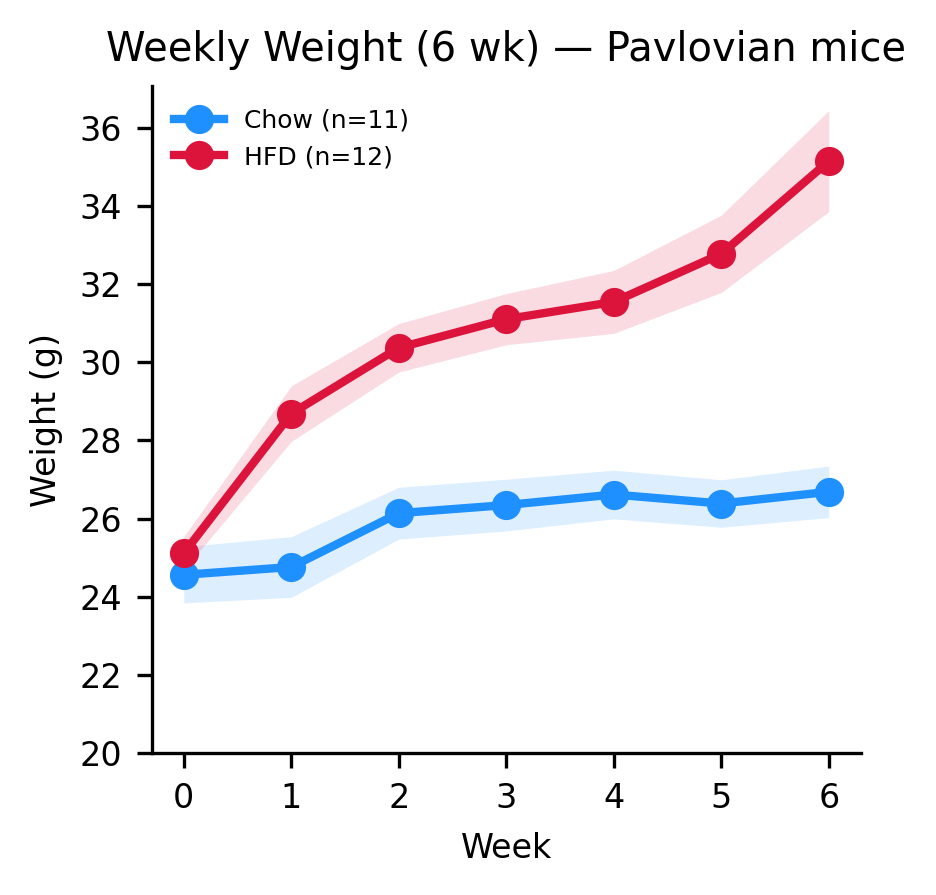 Weekly Weight (6 wk) — Pavlovian mice
Chow (n=11)
HFD (n=12)
Weight (g)
36
34
32
30
28
26
24
22
20
0 1 2 3 4 5 6
Week